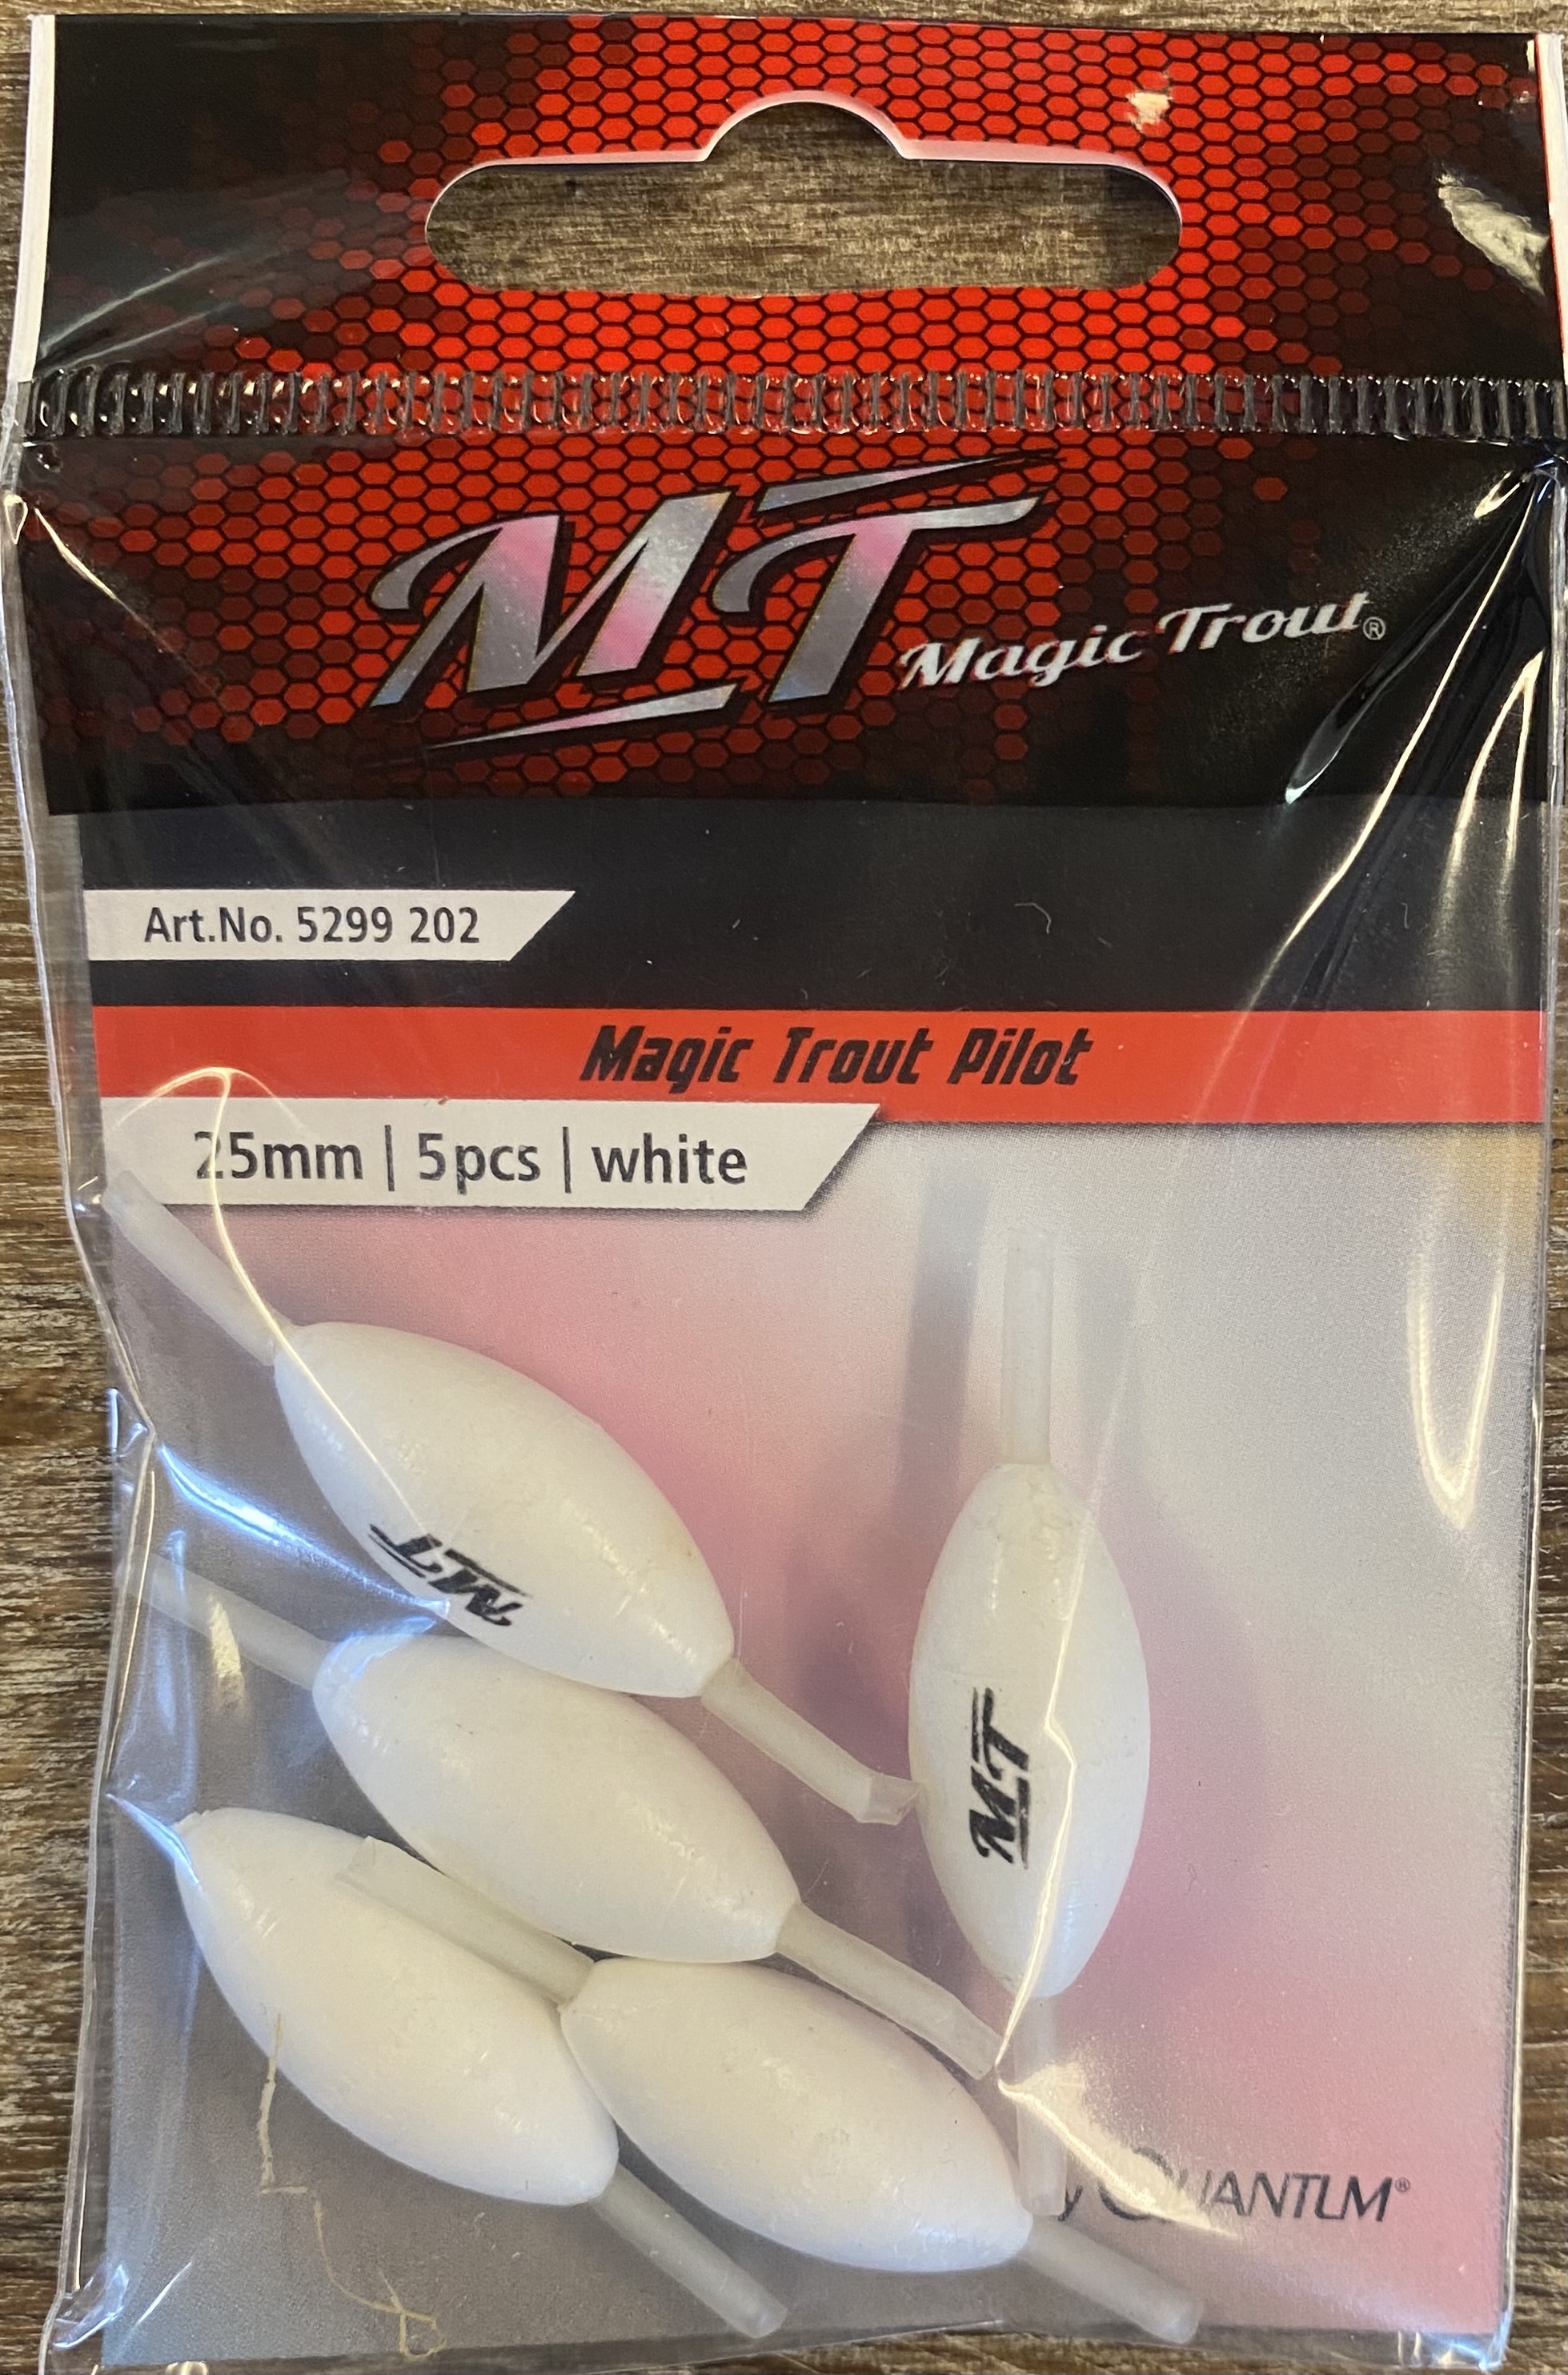 MT Magic Trout®
Art.No. 5299 202
Magic Trout Pilot
25mm | 5pcs | white
MT
MT
QUANTUM®